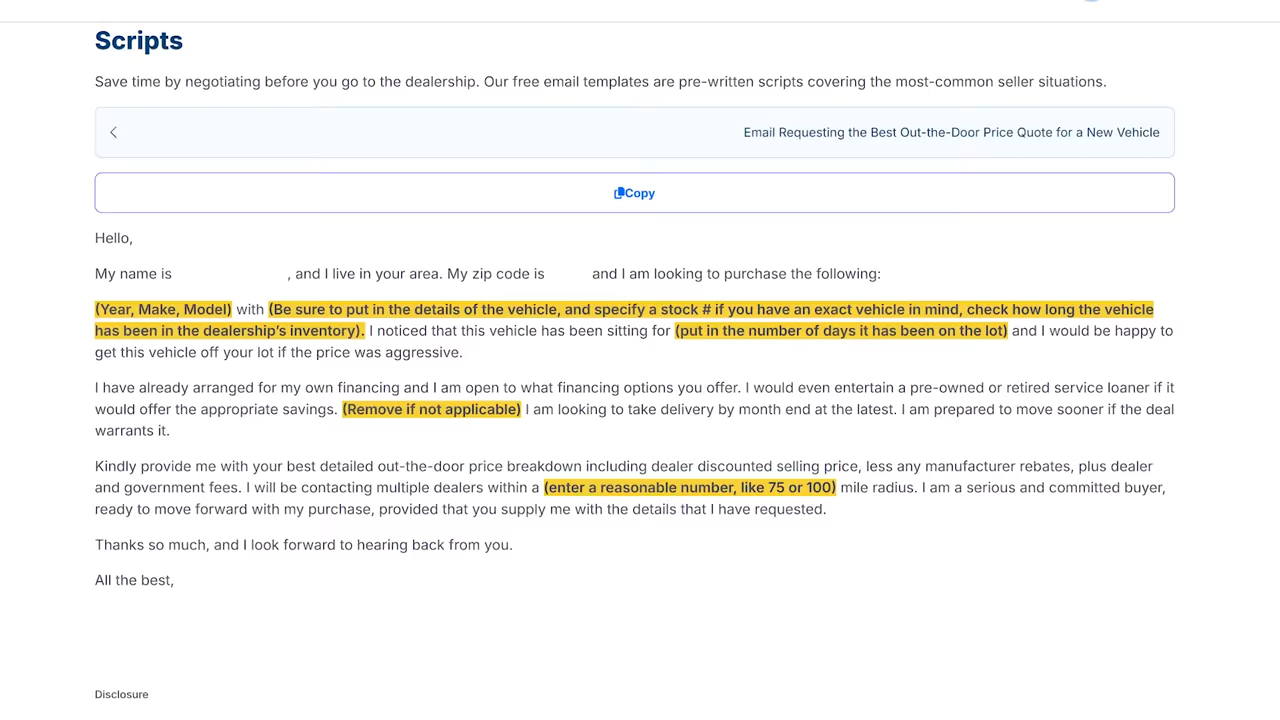 Scripts
Save time by negotiating before you go to the dealership. Our free email templates are pre-written scripts covering the most-common seller situations.
Email Requesting the Best Out-the-Door Price Quote for a New Vehicle
Copy
Hello,
My name is , and I live in your area. My zip code is and I am looking to purchase the following:
(Year, Make, Model) with (Be sure to put in the details of the vehicle, and specify a stock # if you have an exact vehicle in mind, check how long the vehicle
has been in the dealership's inventory). I noticed that this vehicle has been sitting for (put in the number of days it has been on the lot) and I would be happy to
get this vehicle off your lot if the price was aggressive.
I have already arranged for my own financing and I am open to what financing options you offer. I would even entertain a pre-owned or retired service loaner if it
would offer the appropriate savings. (Remove if not applicable) I am looking to take delivery by month end at the latest. I am prepared to move sooner if the deal
warrants it.
Kindly provide me with your best detailed out-the-door price breakdown including dealer discounted selling price, less any manufacturer rebates, plus dealer
and government fees. I will be contacting multiple dealers within a (enter a reasonable number, like 75 or 100) mile radius. I am a serious and committed buyer,
ready to move forward with my purchase, provided that you supply me with the details that I have requested.
Thanks so much, and I look forward to hearing back from you.
All the best,
Disclosure